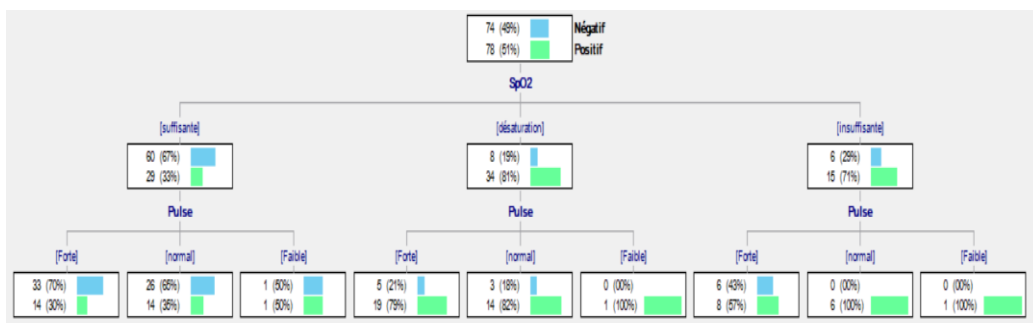 74 (49%) Négatif
78 (51%) Positif
SpO2
[suffisante] [désaturation] [insuffisante]
60 (67%) 8 (19%) 6 (29%)
29 (33%) 34 (81%) 15 (71%)
Pulse Pulse Pulse
[Forte] [normal] [Faible] [Forte] [normal] [Faible] [Forte] [normal] [Faible]
33 (70%) 26 (65%) 1 (50%) 5 (21%) 3 (18%) 0 (00%) 6 (43%) 0 (00%) 0 (00%)
14 (30%) 14 (35%) 1 (50%) 19 (79%) 14 (82%) 1 (100%) 8 (57%) 6 (100%) 1 (100%)